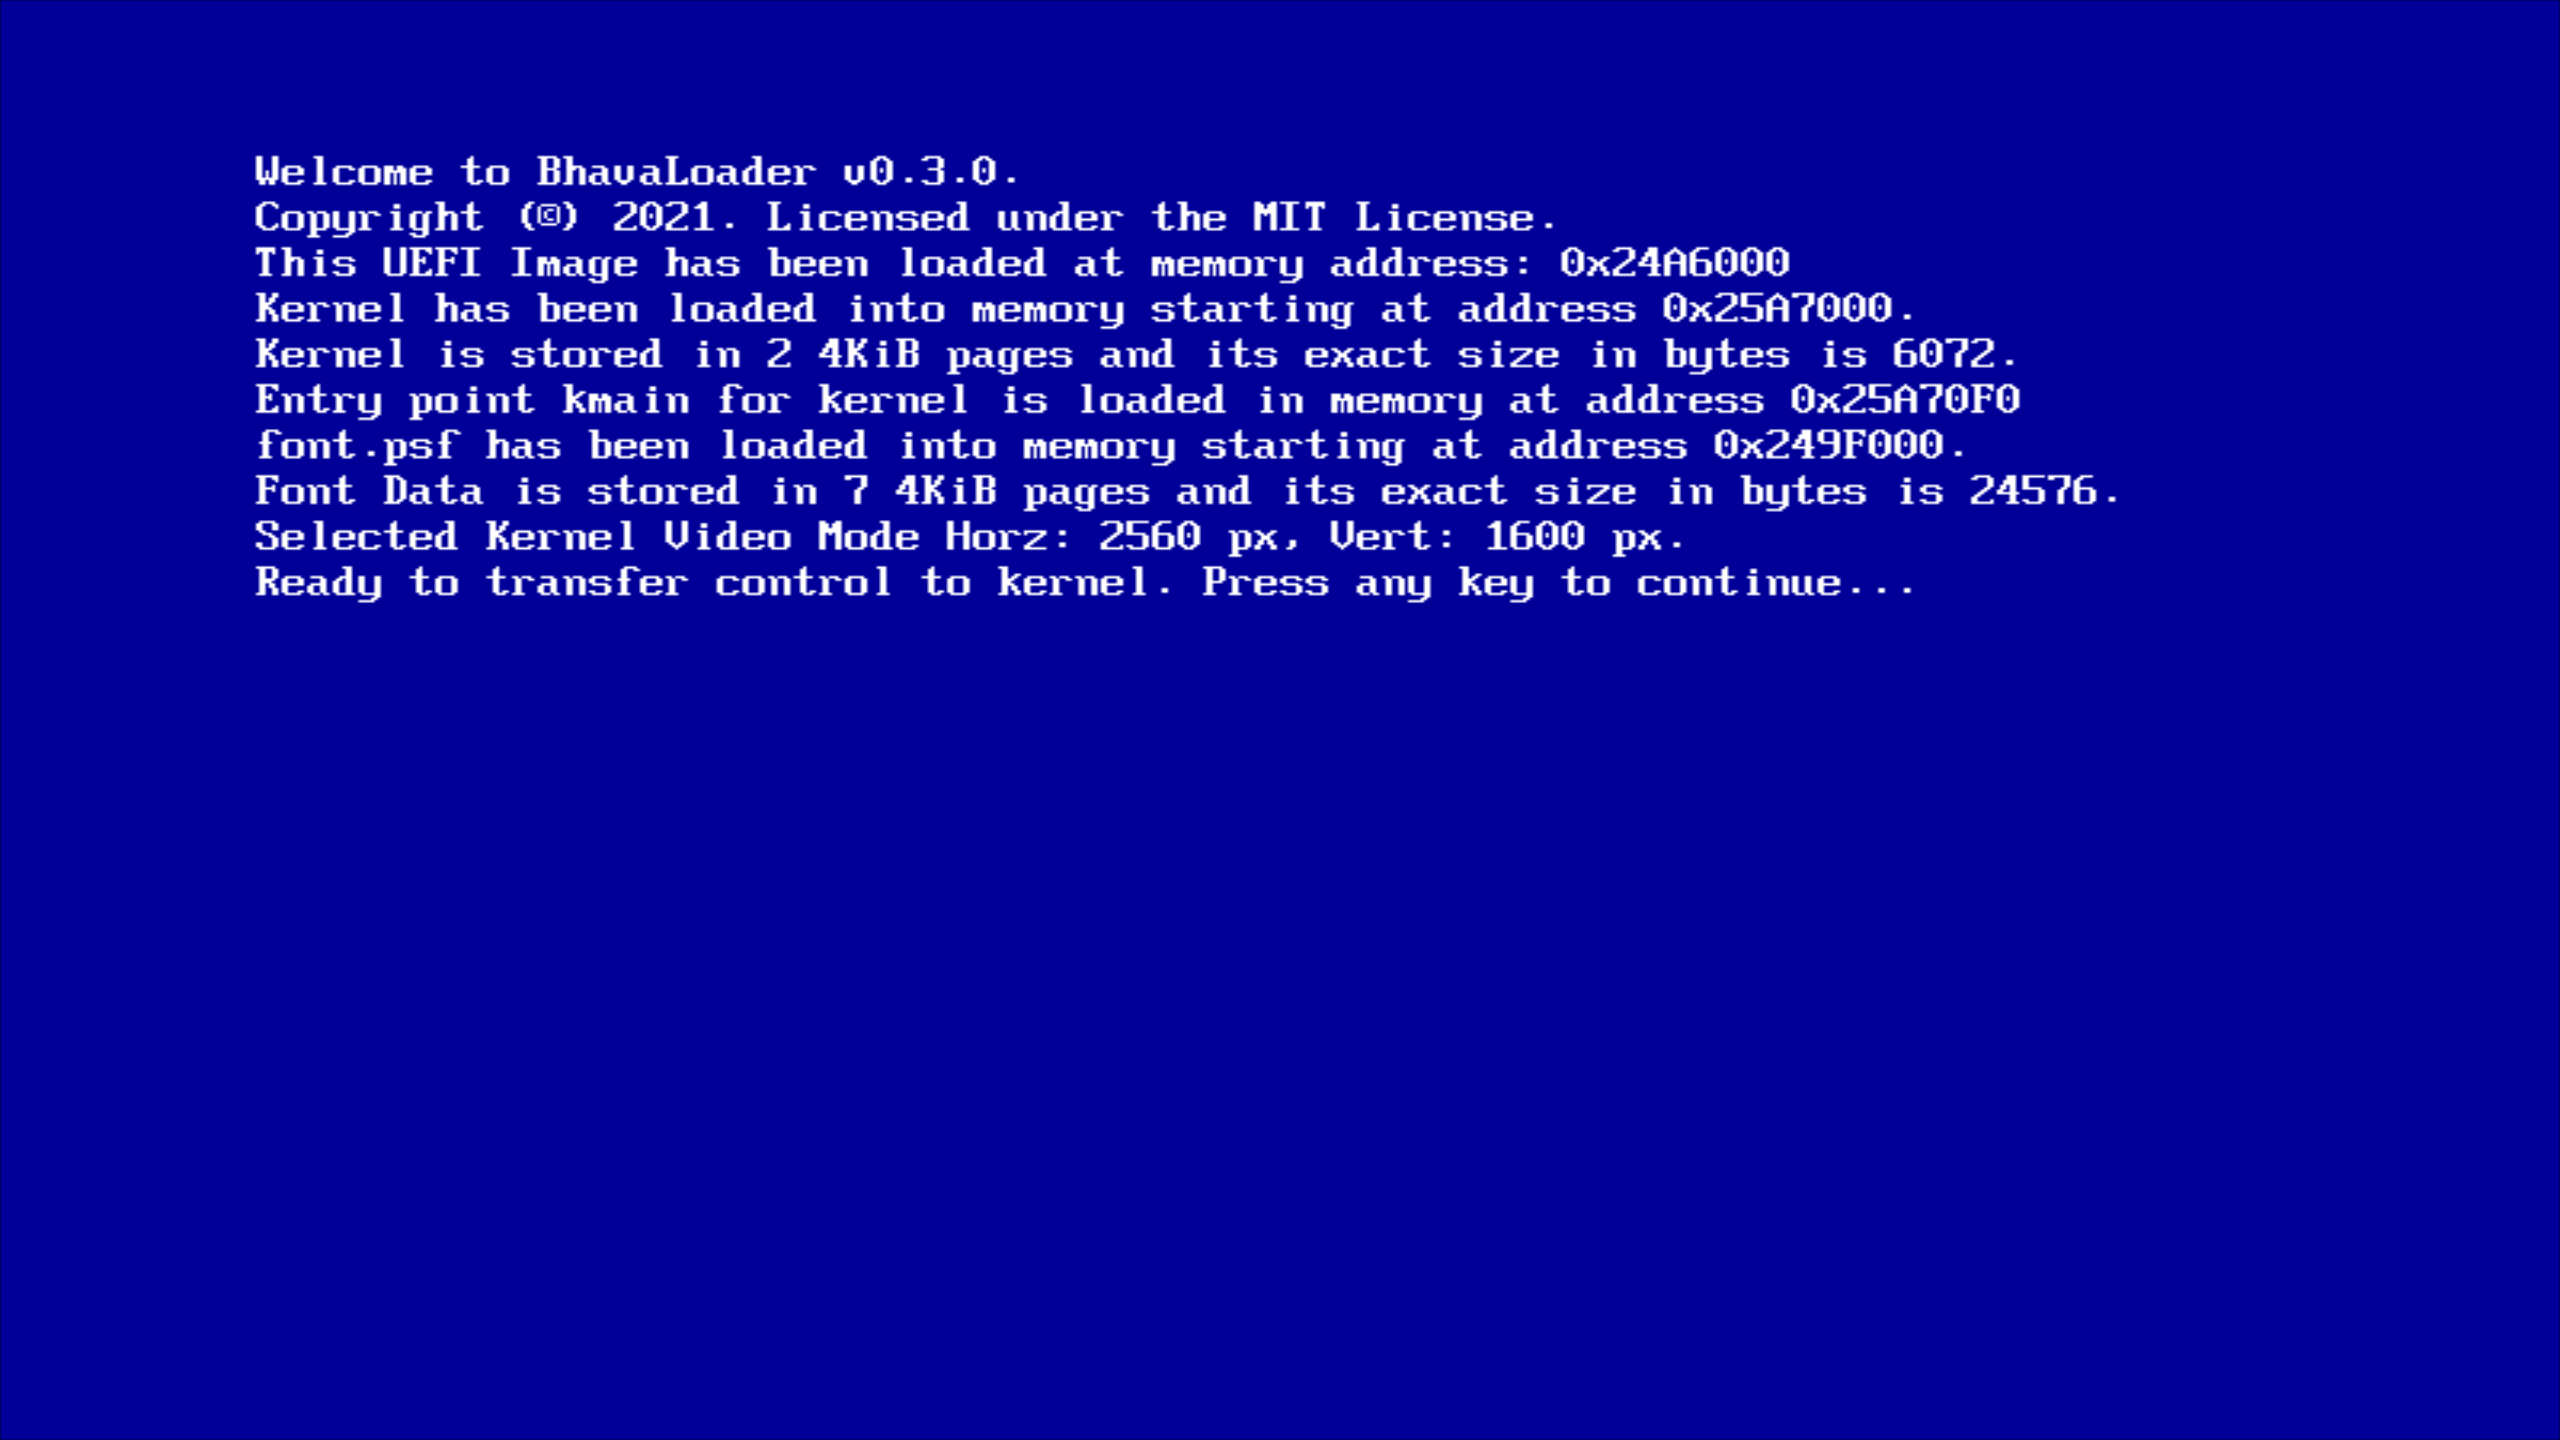 Welcome to BhavaLoader v0.3.0.
Copyright (©) 2021. Licensed under the MIT License.
This UEFI Image has been loaded at memory address: 0x24A6000
Kernel has been loaded into memory starting at address 0x25A7000.
Kernel is stored in 2 4KiB pages and its exact size in bytes is 6072.
Entry point kmain for kernel is loaded in memory at address 0x25A70F0
font.psf has been loaded into memory starting at address 0x249F000.
Font Data is stored in 7 4KiB pages and its exact size in bytes is 24576.
Selected Kernel Video Mode Horz: 2560 px, Vert: 1600 px.
Ready to transfer control to kernel. Press any key to continue...